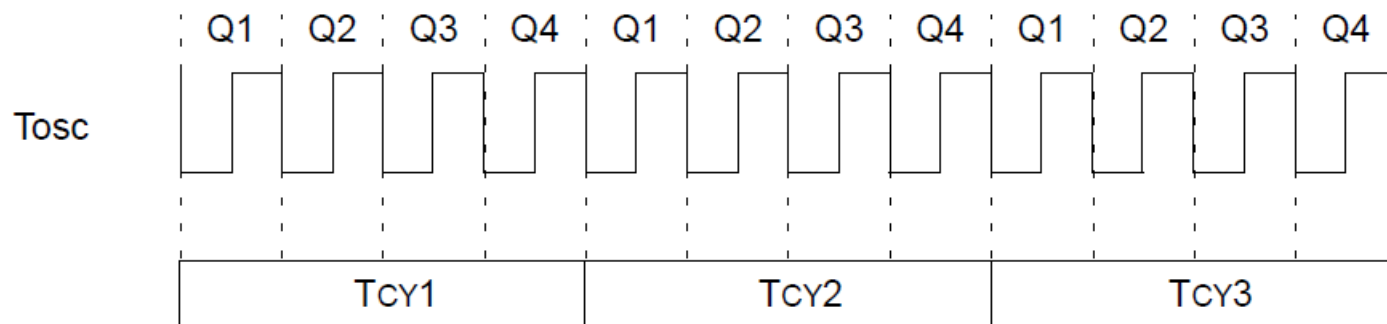 Q1 Q2 Q3 Q4 Q1 Q2 Q3 Q4 Q1 Q2 Q3 Q4
Tosc
TCY1 TCY2 TCY3